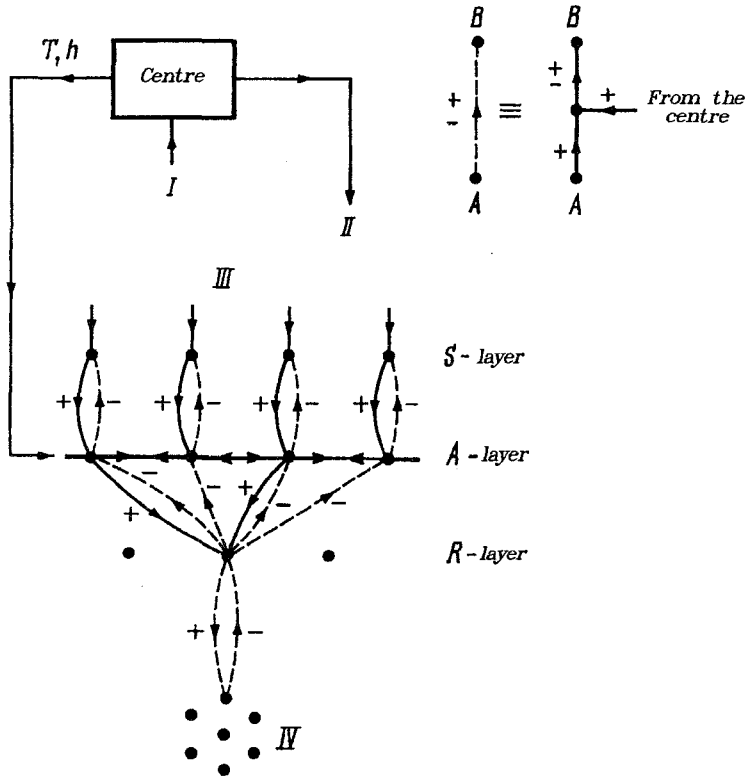 T, h
Centre
I
II
B
+
−
A
≡
B
+
−
+
From the
centre
+
A
III
S-layer
+ − + − + − + −
A-layer
− − + − −
+
R-layer
+ −
IV